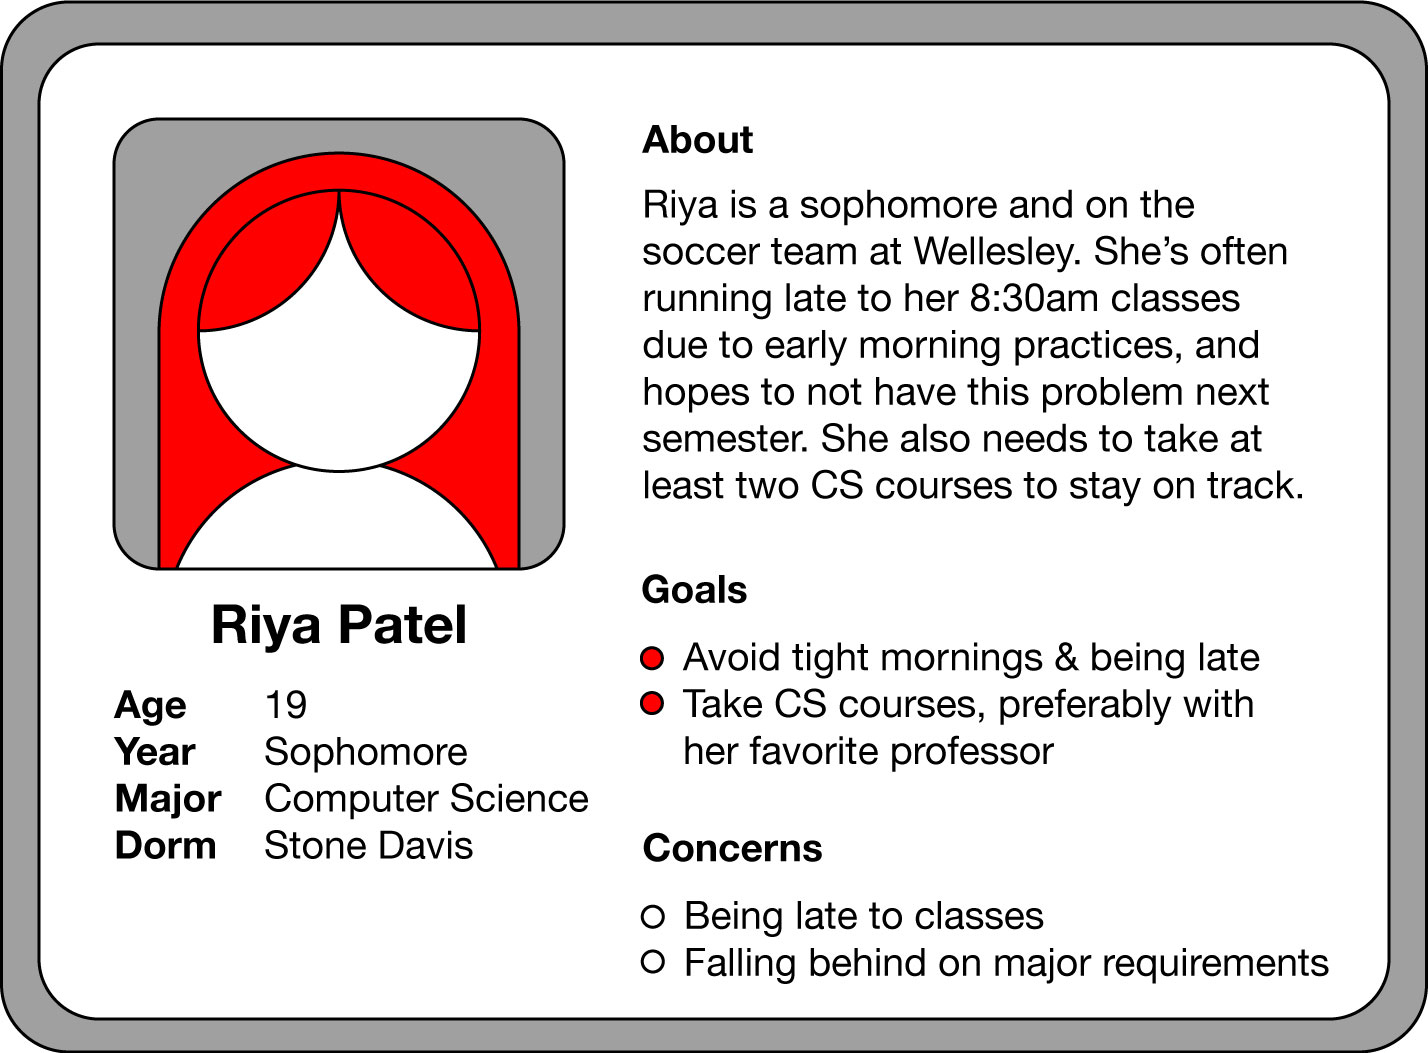 Riya Patel
Age 19
Year Sophomore
Major Computer Science
Dorm Stone Davis
About
Riya is a sophomore and on the
soccer team at Wellesley. She’s often
running late to her 8:30am classes
due to early morning practices, and
hopes to not have this problem next
semester. She also needs to take at
least two CS courses to stay on track.
Goals
Avoid tight mornings & being late
Take CS courses, preferably with
her favorite professor
Concerns
Being late to classes
Falling behind on major requirements